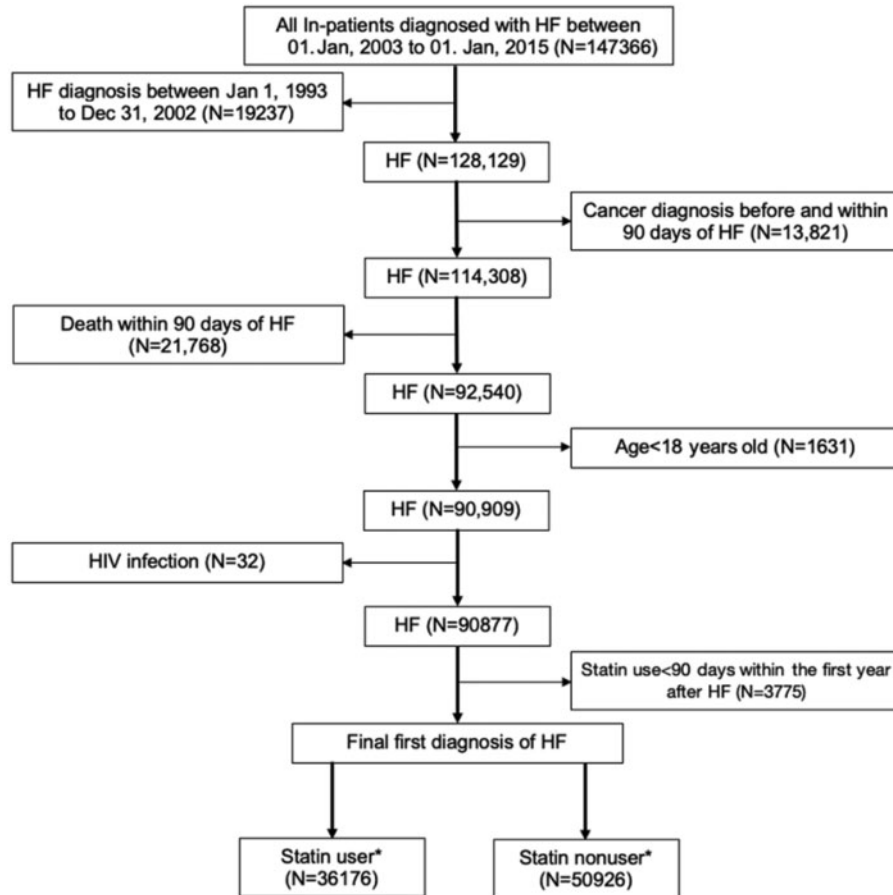 All In-patients diagnosed with HF between
01. Jan, 2003 to 01. Jan, 2015 (N=147366)
HF diagnosis between Jan 1, 1993
to Dec 31, 2002 (N=19237)
HF (N=128,129)
Cancer diagnosis before and within
90 days of HF (N=13,821)
HF (N=114,308)
Death within 90 days of HF
(N=21,768)
HF (N=92,540)
Age<18 years old (N=1631)
HF (N=90,909)
HIV infection (N=32)
HF (N=90877)
Statin use<90 days within the first year
after HF (N=3775)
Final first diagnosis of HF
Statin user*
(N=36176)
Statin nonuser*
(N=50926)